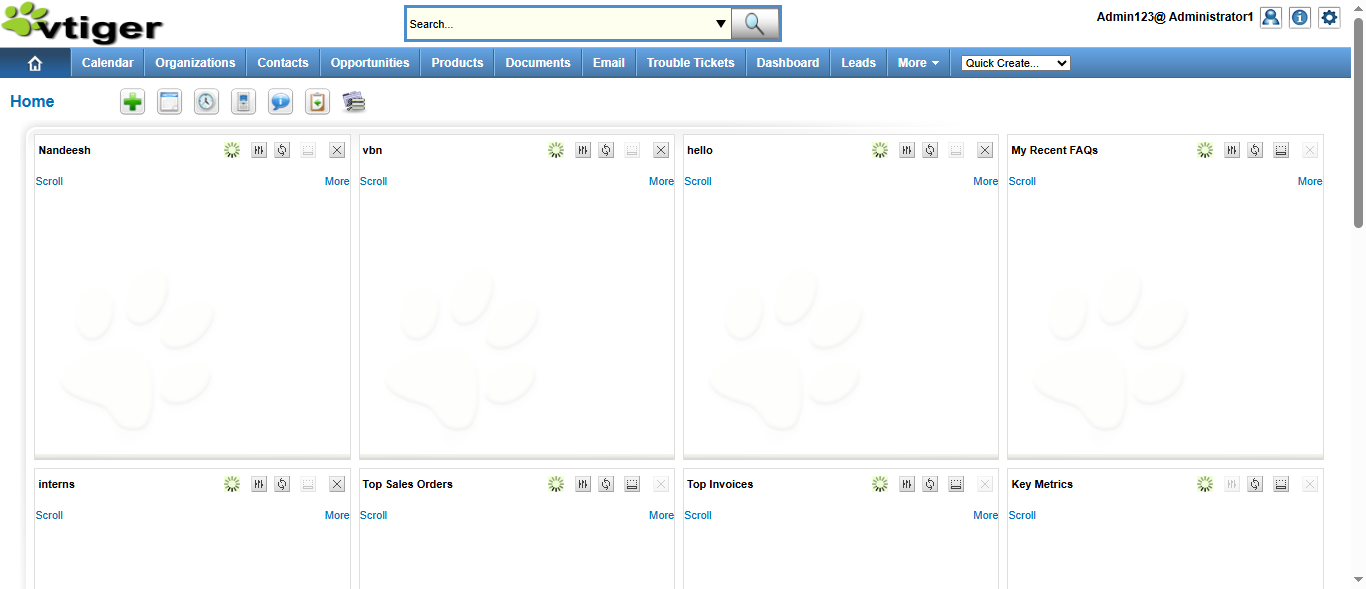 vtiger
Search...
Admin123@ Administrator1
Calendar Organizations Contacts Opportunities Products Documents Email Trouble Tickets Dashboard Leads More Quick Create...
Home
Nandeesh vbn hello My Recent FAQs
Scroll More Scroll More Scroll More Scroll More
interns Top Sales Orders Top Invoices Key Metrics
Scroll More Scroll More Scroll More Scroll